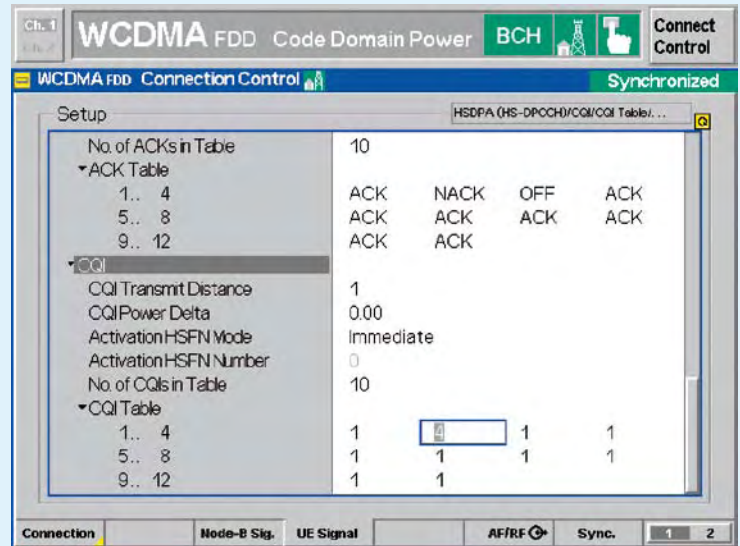 Ch. 1
Ch. 2
WCDMA FDD Code Domain Power BCH Connect Control
WCDMA FDD Connection Control Synchronized
Setup HSDPA (HS-DPCCH)/CQI/CQI Table/...
No. of ACKs in Table 10
ACK Table
1.. 4 ACK NACK OFF ACK
5.. 8 ACK ACK ACK ACK
9.. 12 ACK ACK
CQI
CQI Transmit Distance 1
CQI Power Delta 0.00
Activation HSFN Mode Immediate
Activation HSFN Number 0
No. of CQIs in Table 10
CQI Table
1.. 4 1 4 1 1
5.. 8 1 1 1 1
9.. 12 1 1
Connection Node-B Sig. UE Signal AF/RF Sync. 1 2